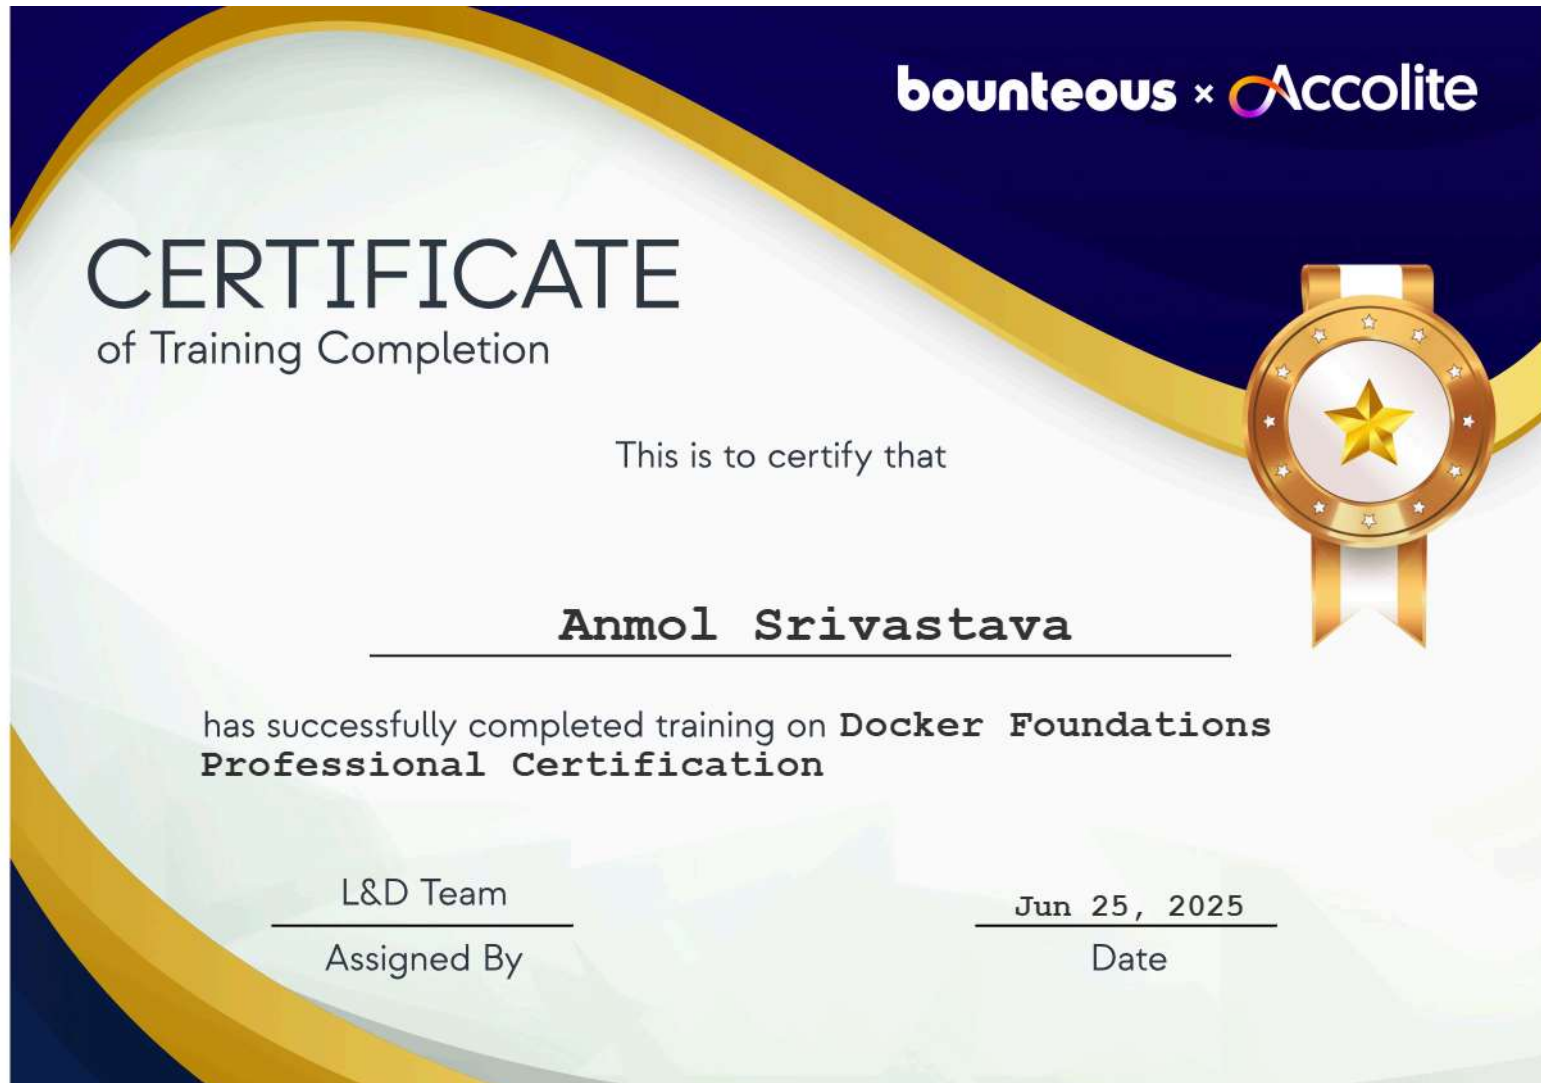 bounteous × Accolite
CERTIFICATE
of Training Completion
This is to certify that
Anmol Srivastava
has successfully completed training on Docker Foundations
Professional Certification
L&D Team
Assigned By
Jun 25, 2025
Date